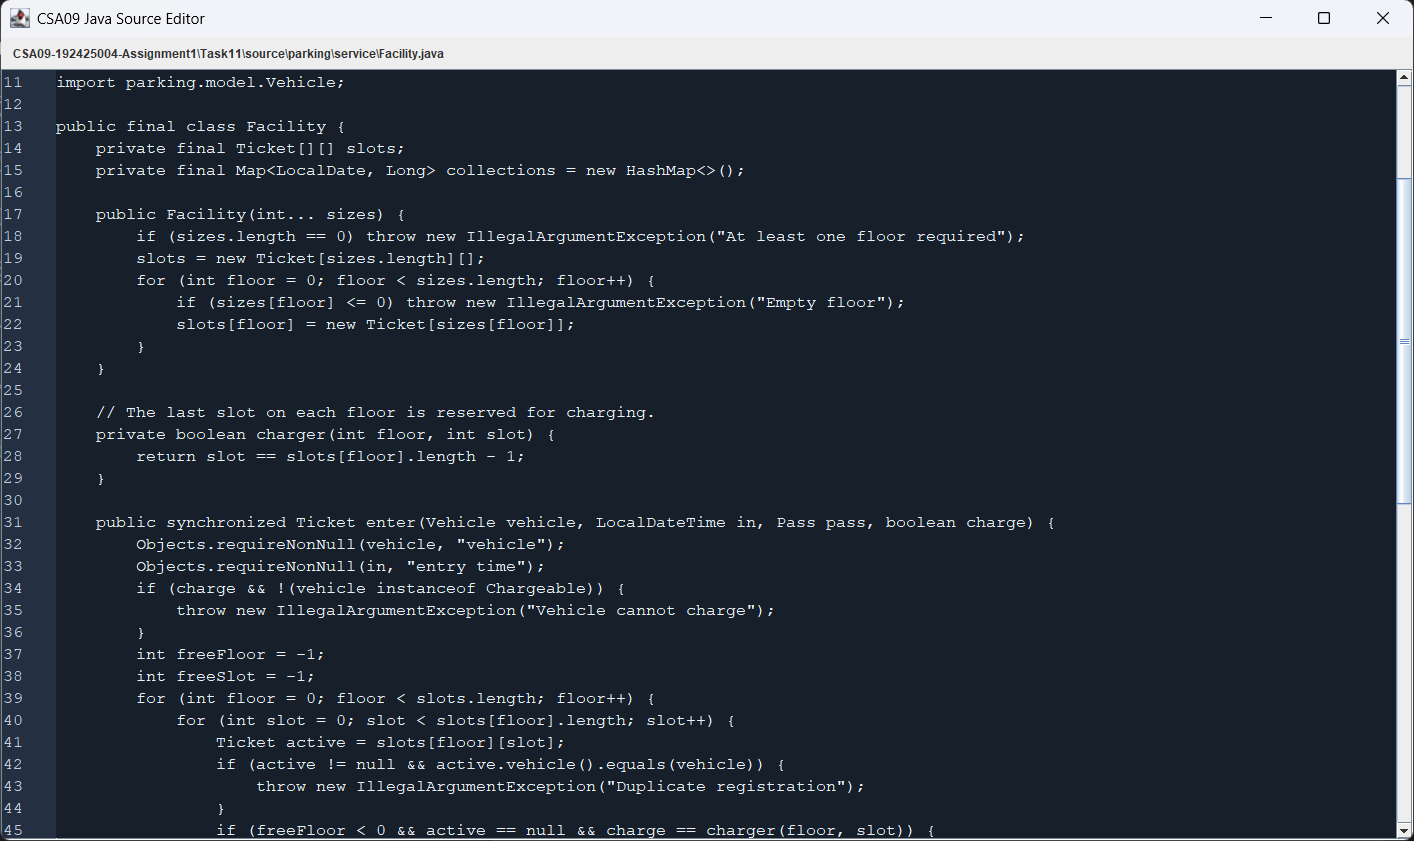 CSA09 Java Source Editor
CSA09-192425004-Assignment1\Task11\source\parking\service\Facility.java
11 import parking.model.Vehicle;
12
13 public final class Facility {
14     private final Ticket[][] slots;
15     private final Map<LocalDate, Long> collections = new HashMap<>();
16
17     public Facility(int... sizes) {
18         if (sizes.length == 0) throw new IllegalArgumentException("At least one floor required");
19         slots = new Ticket[sizes.length][];
20         for (int floor = 0; floor < sizes.length; floor++) {
21             if (sizes[floor] <= 0) throw new IllegalArgumentException("Empty floor");
22             slots[floor] = new Ticket[sizes[floor]];
23         }
24     }
25
26     // The last slot on each floor is reserved for charging.
27     private boolean charger(int floor, int slot) {
28         return slot == slots[floor].length - 1;
29     }
30
31     public synchronized Ticket enter(Vehicle vehicle, LocalDateTime in, Pass pass, boolean charge) {
32         Objects.requireNonNull(vehicle, "vehicle");
33         Objects.requireNonNull(in, "entry time");
34         if (charge && !(vehicle instanceof Chargeable)) {
35             throw new IllegalArgumentException("Vehicle cannot charge");
36         }
37         int freeFloor = -1;
38         int freeSlot = -1;
39         for (int floor = 0; floor < slots.length; floor++) {
40             for (int slot = 0; slot < slots[floor].length; slot++) {
41                 Ticket active = slots[floor][slot];
42                 if (active != null && active.vehicle().equals(vehicle)) {
43                     throw new IllegalArgumentException("Duplicate registration");
44                 }
45                 if (freeFloor < 0 && active == null && charge == charger(floor, slot)) {